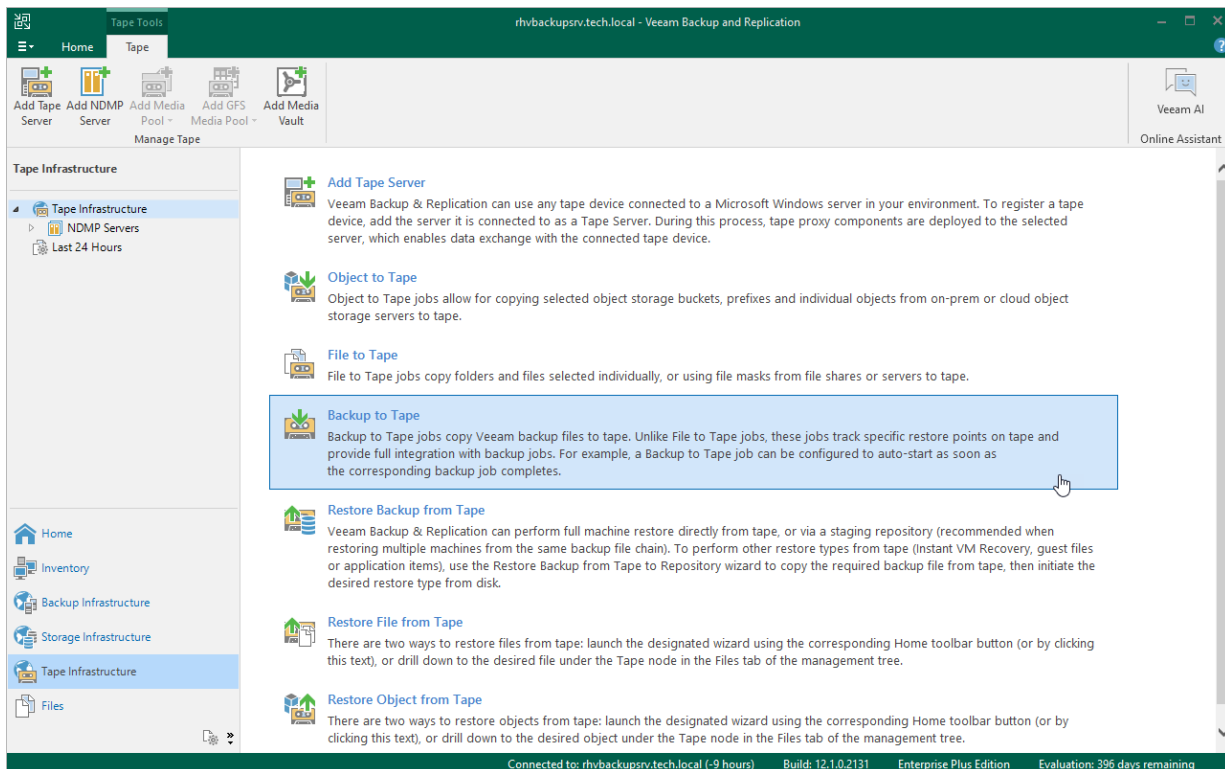 Tape Tools
rhvbackupsrv.tech.local - Veeam Backup and Replication
Home
Tape
Add Tape
Server
Add NDMP
Server
Add Media
Pool
Add GFS
Media Pool
Add Media
Vault
Manage Tape
Veeam AI
Online Assistant
Tape Infrastructure
Tape Infrastructure
NDMP Servers
Last 24 Hours
Home
Inventory
Backup Infrastructure
Storage Infrastructure
Tape Infrastructure
Files
Add Tape Server
Veeam Backup & Replication can use any tape device connected to a Microsoft Windows server in your environment. To register a tape
device, add the server it is connected to as a Tape Server. During this process, tape proxy components are deployed to the selected
server, which enables data exchange with the connected tape device.
Object to Tape
Object to Tape jobs allow for copying selected object storage buckets, prefixes and individual objects from on-prem or cloud object
storage servers to tape.
File to Tape
File to Tape jobs copy folders and files selected individually, or using file masks from file shares or servers to tape.
Backup to Tape
Backup to Tape jobs copy Veeam backup files to tape. Unlike File to Tape jobs, these jobs track specific restore points on tape and
provide full integration with backup jobs. For example, a Backup to Tape job can be configured to auto-start as soon as
the corresponding backup job completes.
Restore Backup from Tape
Veeam Backup & Replication can perform full machine restore directly from tape, or via a staging repository (recommended when
restoring multiple machines from the same backup file chain). To perform other restore types from tape (Instant VM Recovery, guest files
or application items), use the Restore Backup from Tape to Repository wizard to copy the required backup file from tape, then initiate the
desired restore type from disk.
Restore File from Tape
There are two ways to restore files from tape: launch the designated wizard using the corresponding Home toolbar button (or by clicking
this text), or drill down to the desired file under the Tape node in the Files tab of the management tree.
Restore Object from Tape
There are two ways to restore objects from tape: launch the designated wizard using the corresponding Home toolbar button (or by
clicking this text), or drill down to the desired object under the Tape node in the Files tab of the management tree.
Connected to: rhvbackupsrv.tech.local (-9 hours)
Build: 12.1.0.2131
Enterprise Plus Edition
Evaluation: 396 days remaining